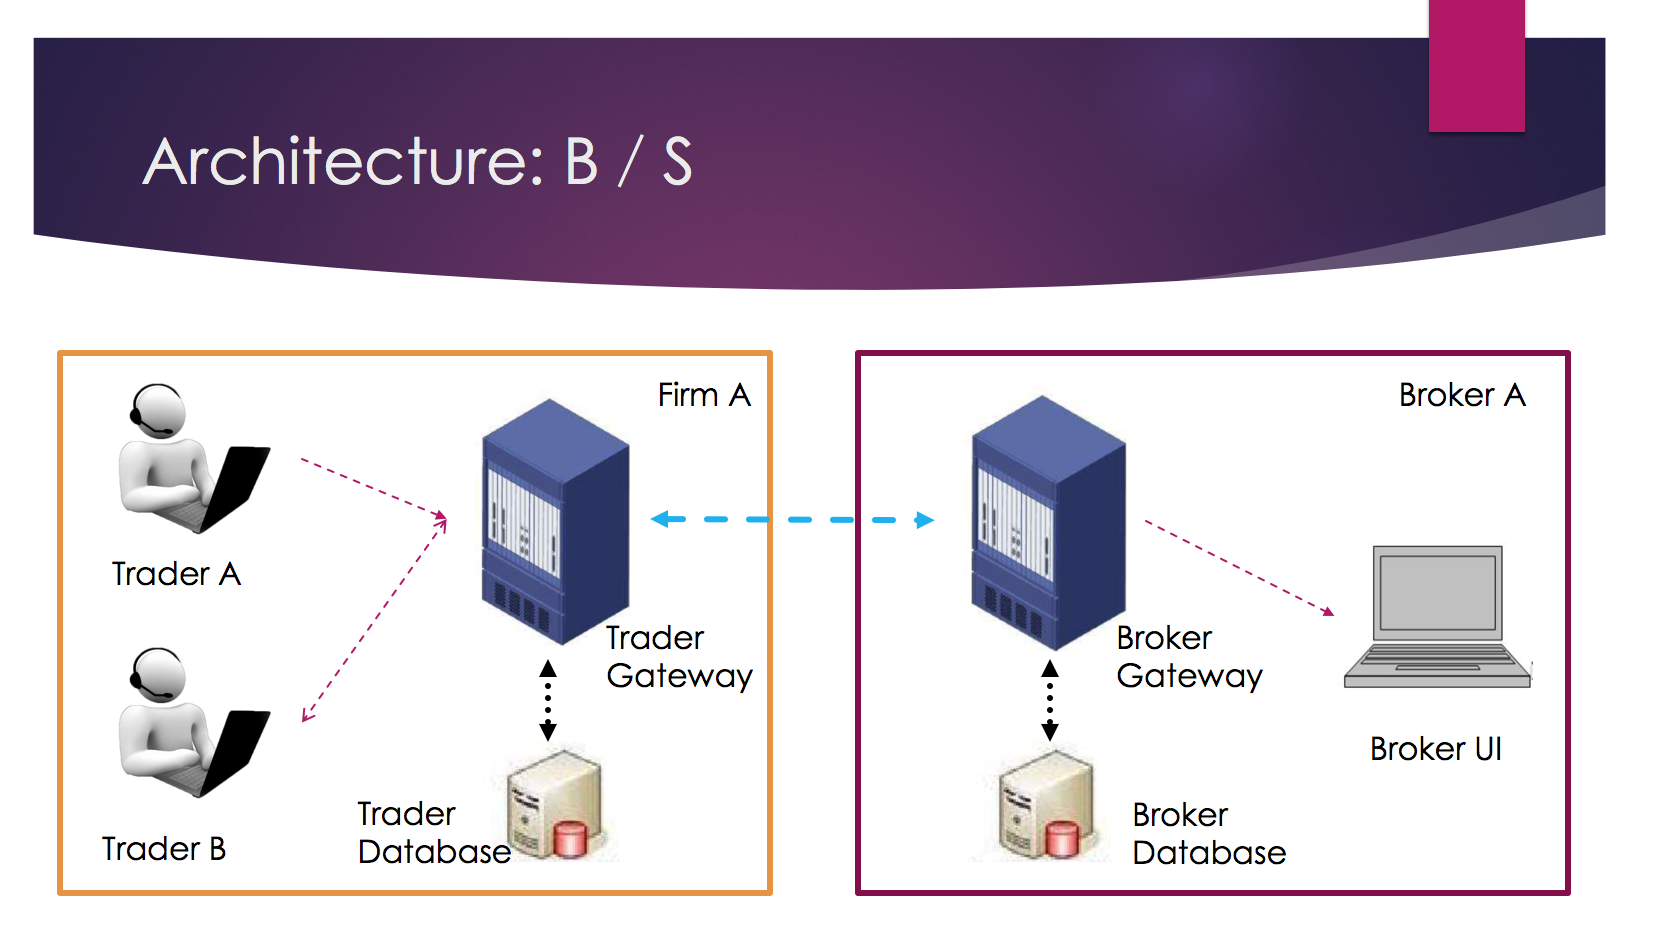 Architecture: B / S
Firm A
Trader A
Trader
Gateway
Trader B
Trader
Database
Broker A
Broker
Gateway
Broker UI
Broker
Database